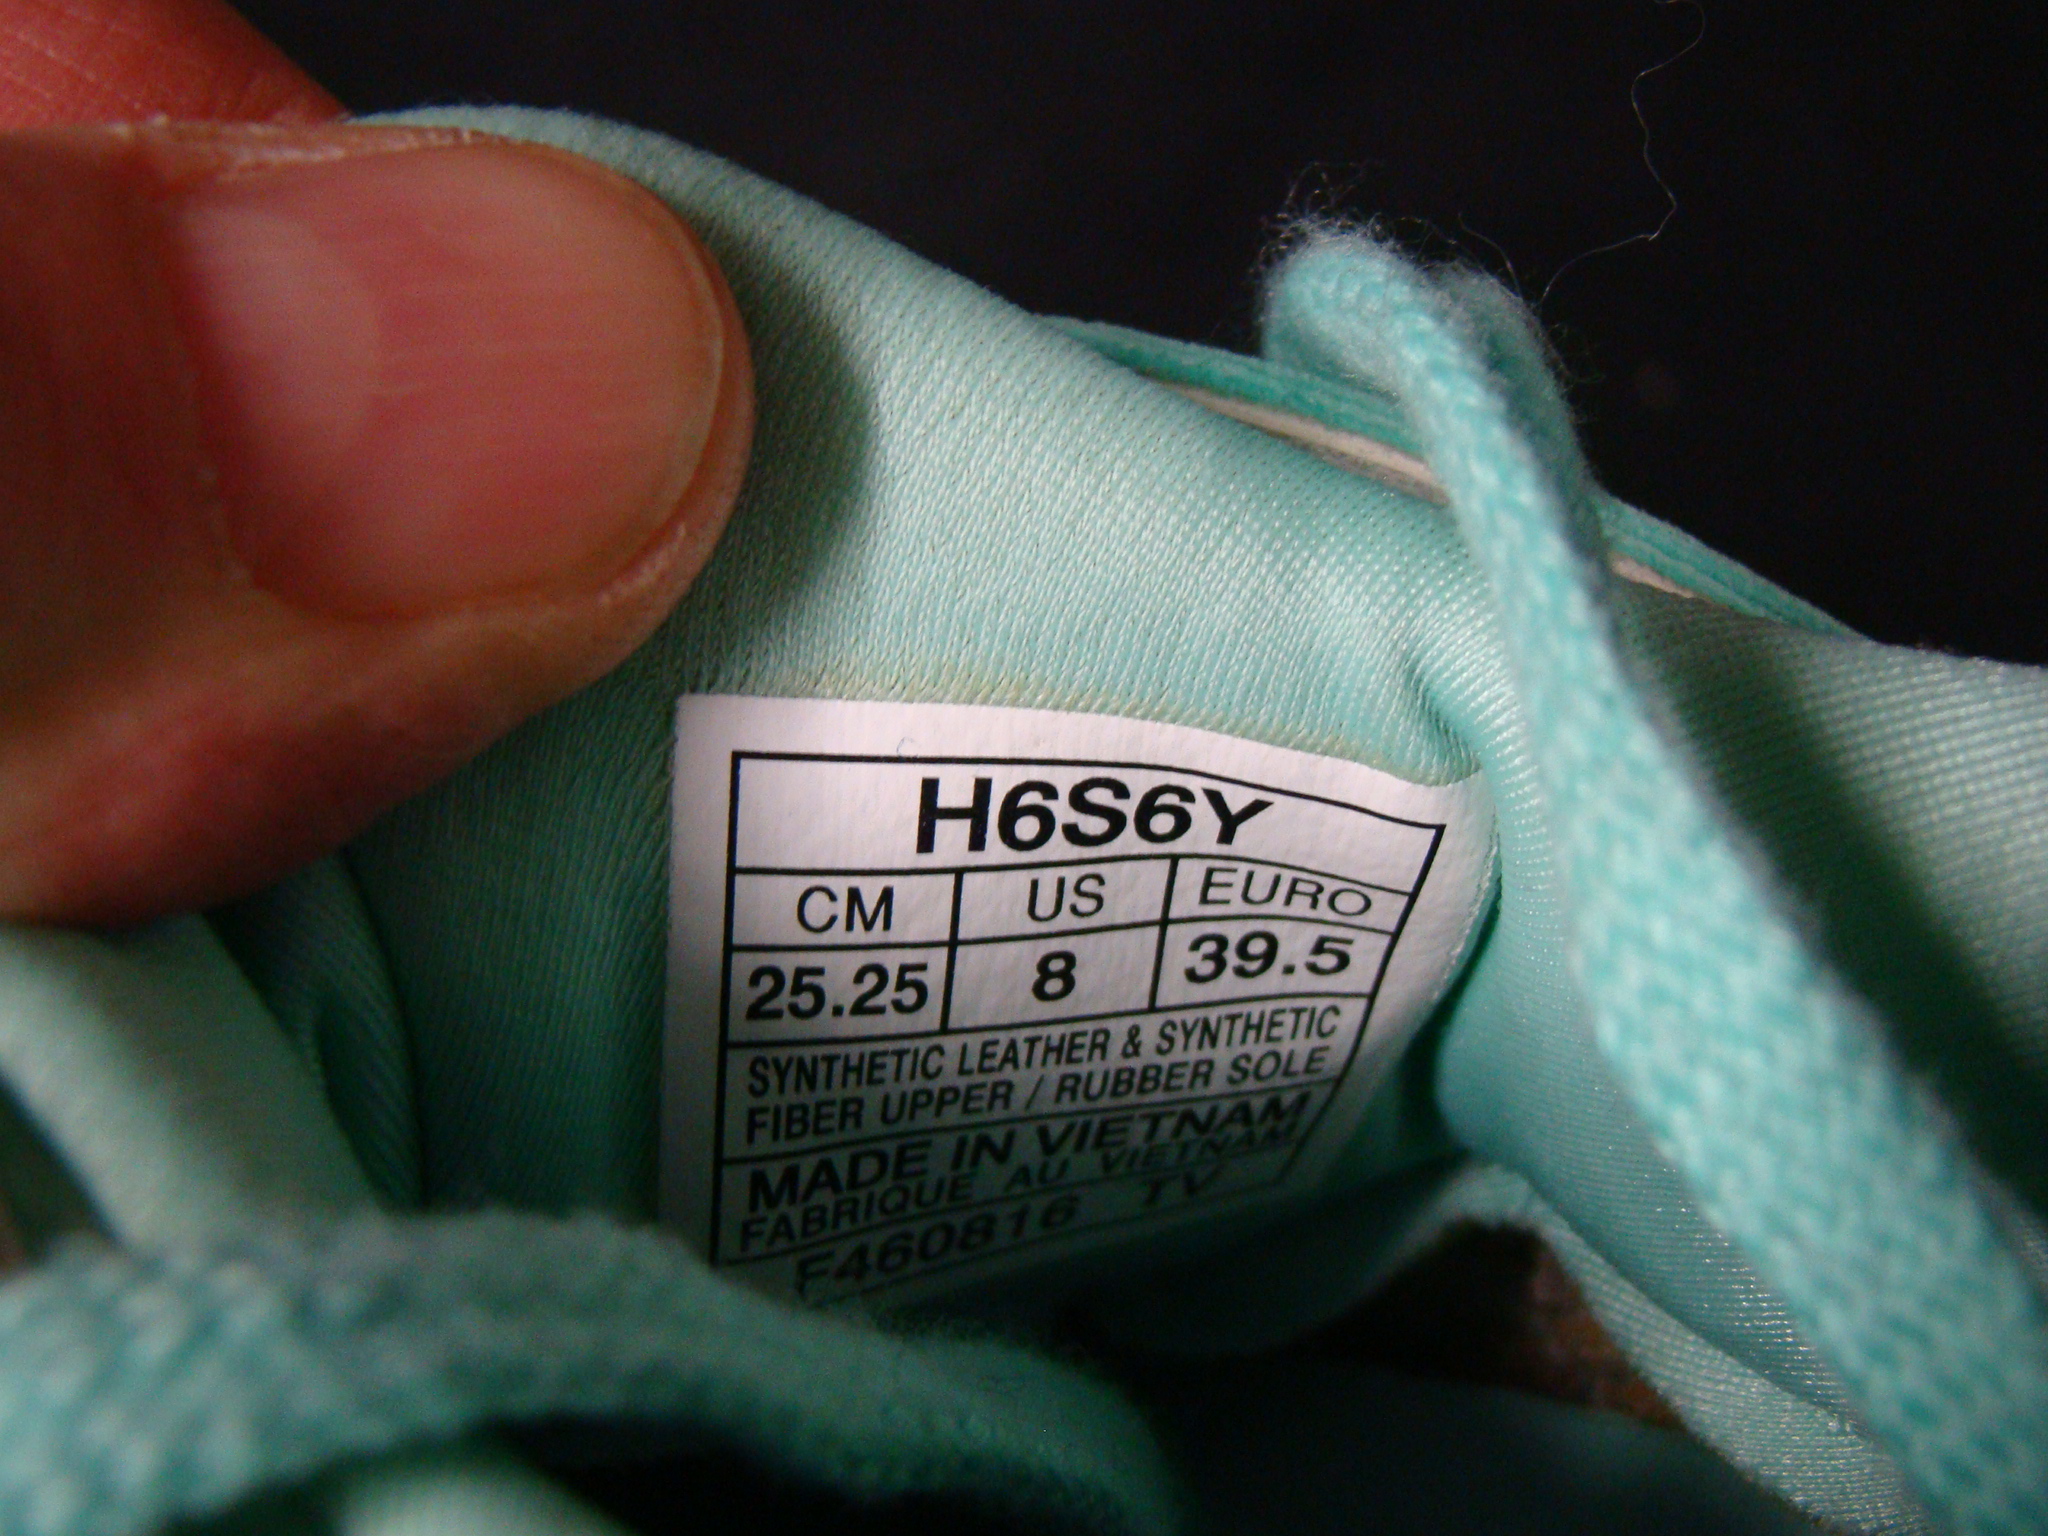 H6S6Y
CM US EURO
25.25 8 39.5
SYNTHETIC LEATHER & SYNTHETIC
FIBER UPPER / RUBBER SOLE
MADE IN VIETNAM
FABRIQUE AU VIETNAM
F460816 TV